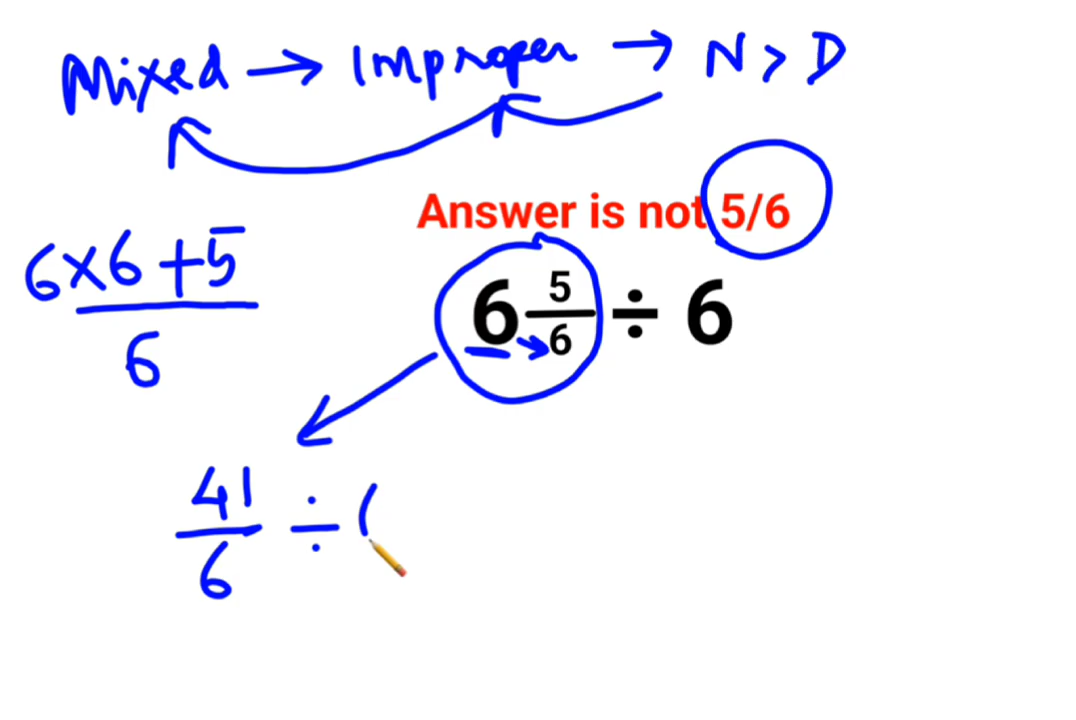 Mixed → Improper → N > D
Answer is not 5/6
6 5/6 ÷ 6
6×6+5
6
41/6 ÷ (